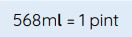 568ml = 1 pint